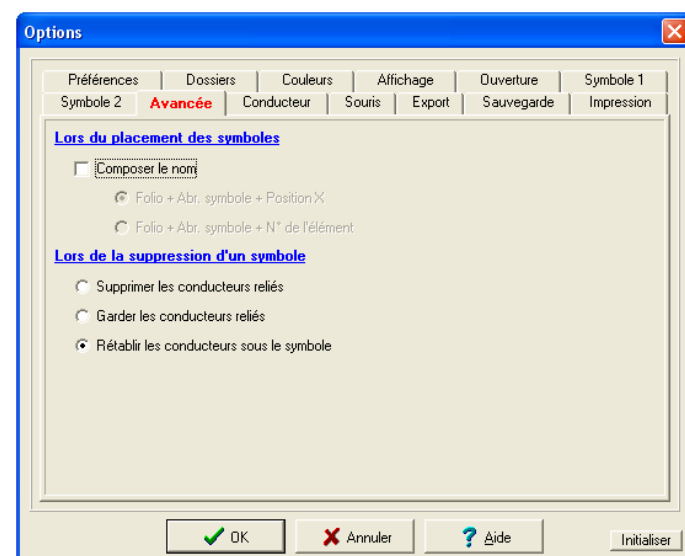 Options
Préférences Dossiers Couleurs Affichage Ouverture Symbole 1
Symbole 2 Avancée Conducteur Souris Export Sauvegarde Impression
Lors du placement des symboles
Composer le nom
Folio + Abr. symbole + Position X
Folio + Abr. symbole + N° de l'élément
Lors de la suppression d'un symbole
Supprimer les conducteurs reliés
Garder les conducteurs reliés
Rétablir les conducteurs sous le symbole
OK Annuler Aide Initialiser